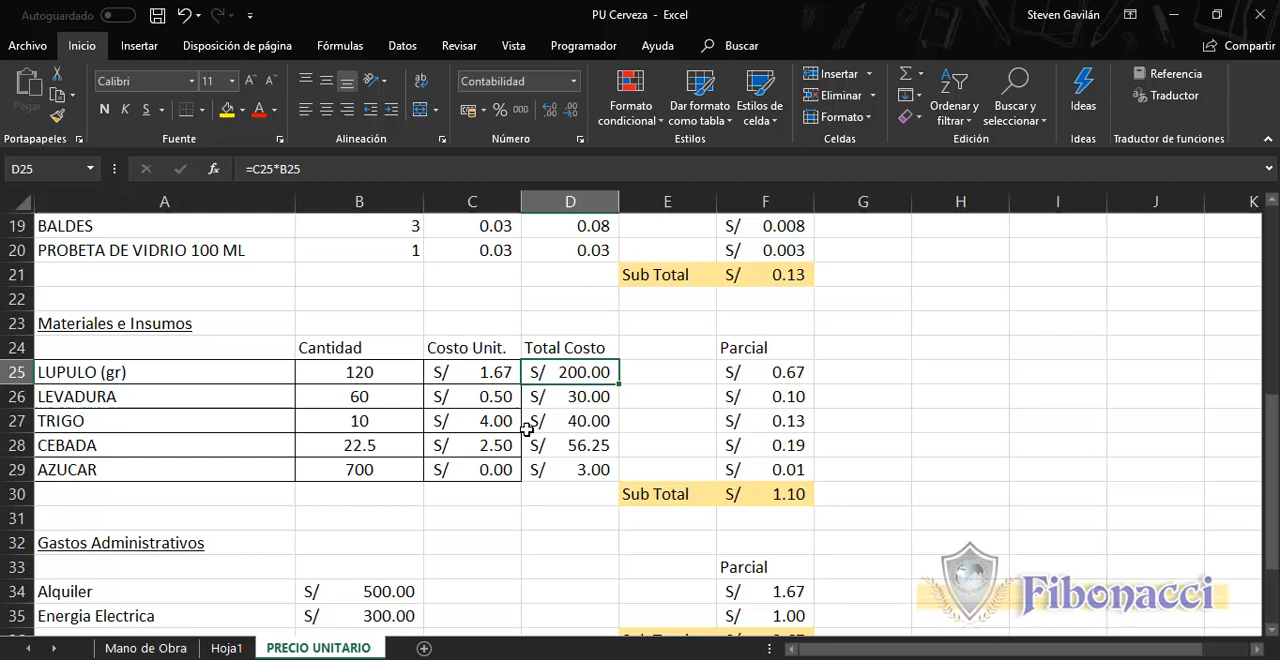 Autoguardado
PU Cerveza - Excel
Steven Gavilán
Archivo Inicio Insertar Disposición de página Fórmulas Datos Revisar Vista Programador Ayuda Buscar Compartir
Pegar
Calibri 11
N K S
Contabilidad
% 000
Formato condicional
Dar formato como tabla
Estilos de celda
Insertar
Eliminar
Formato
Ordenar y filtrar
Buscar y seleccionar
Ideas
Referencia
Traductor
Portapapeles Fuente Alineación Número Estilos Celdas Edición Ideas Traductor de funciones
D25 fx =C25*B25
A B C D E F G H I J K
19 BALDES 3 0.03 0.08 S/ 0.008
20 PROBETA DE VIDRIO 100 ML 1 0.03 0.03 S/ 0.003
21 Sub Total S/ 0.13
22
23 Materiales e Insumos
24 Cantidad Costo Unit. Total Costo Parcial
25 LUPULO (gr) 120 S/ 1.67 S/ 200.00 S/ 0.67
26 LEVADURA 60 S/ 0.50 S/ 30.00 S/ 0.10
27 TRIGO 10 S/ 4.00 S/ 40.00 S/ 0.13
28 CEBADA 22.5 S/ 2.50 S/ 56.25 S/ 0.19
29 AZUCAR 700 S/ 0.00 S/ 3.00 S/ 0.01
30 Sub Total S/ 1.10
31
32 Gastos Administrativos
33 Parcial
34 Alquiler S/ 500.00 S/ 1.67
35 Energia Electrica S/ 300.00 S/ 1.00
Fibonacci
Mano de Obra Hoja1 PRECIO UNITARIO